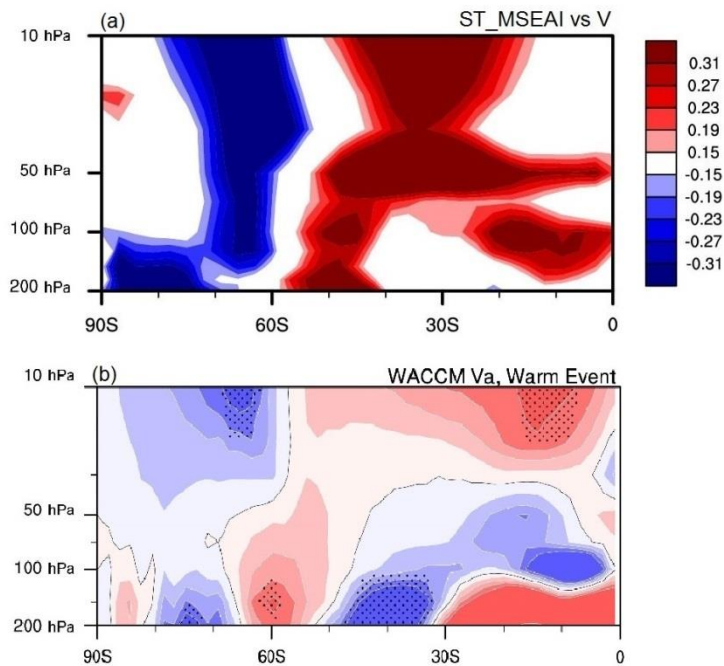 (a) ST_MSEAI vs V
10 hPa
50 hPa
100 hPa
200 hPa
90S 60S 30S 0
0.31
0.27
0.23
0.19
0.15
-0.15
-0.19
-0.23
-0.27
-0.31
(b) WACCM Va, Warm Event
10 hPa
50 hPa
100 hPa
200 hPa
90S 60S 30S 0